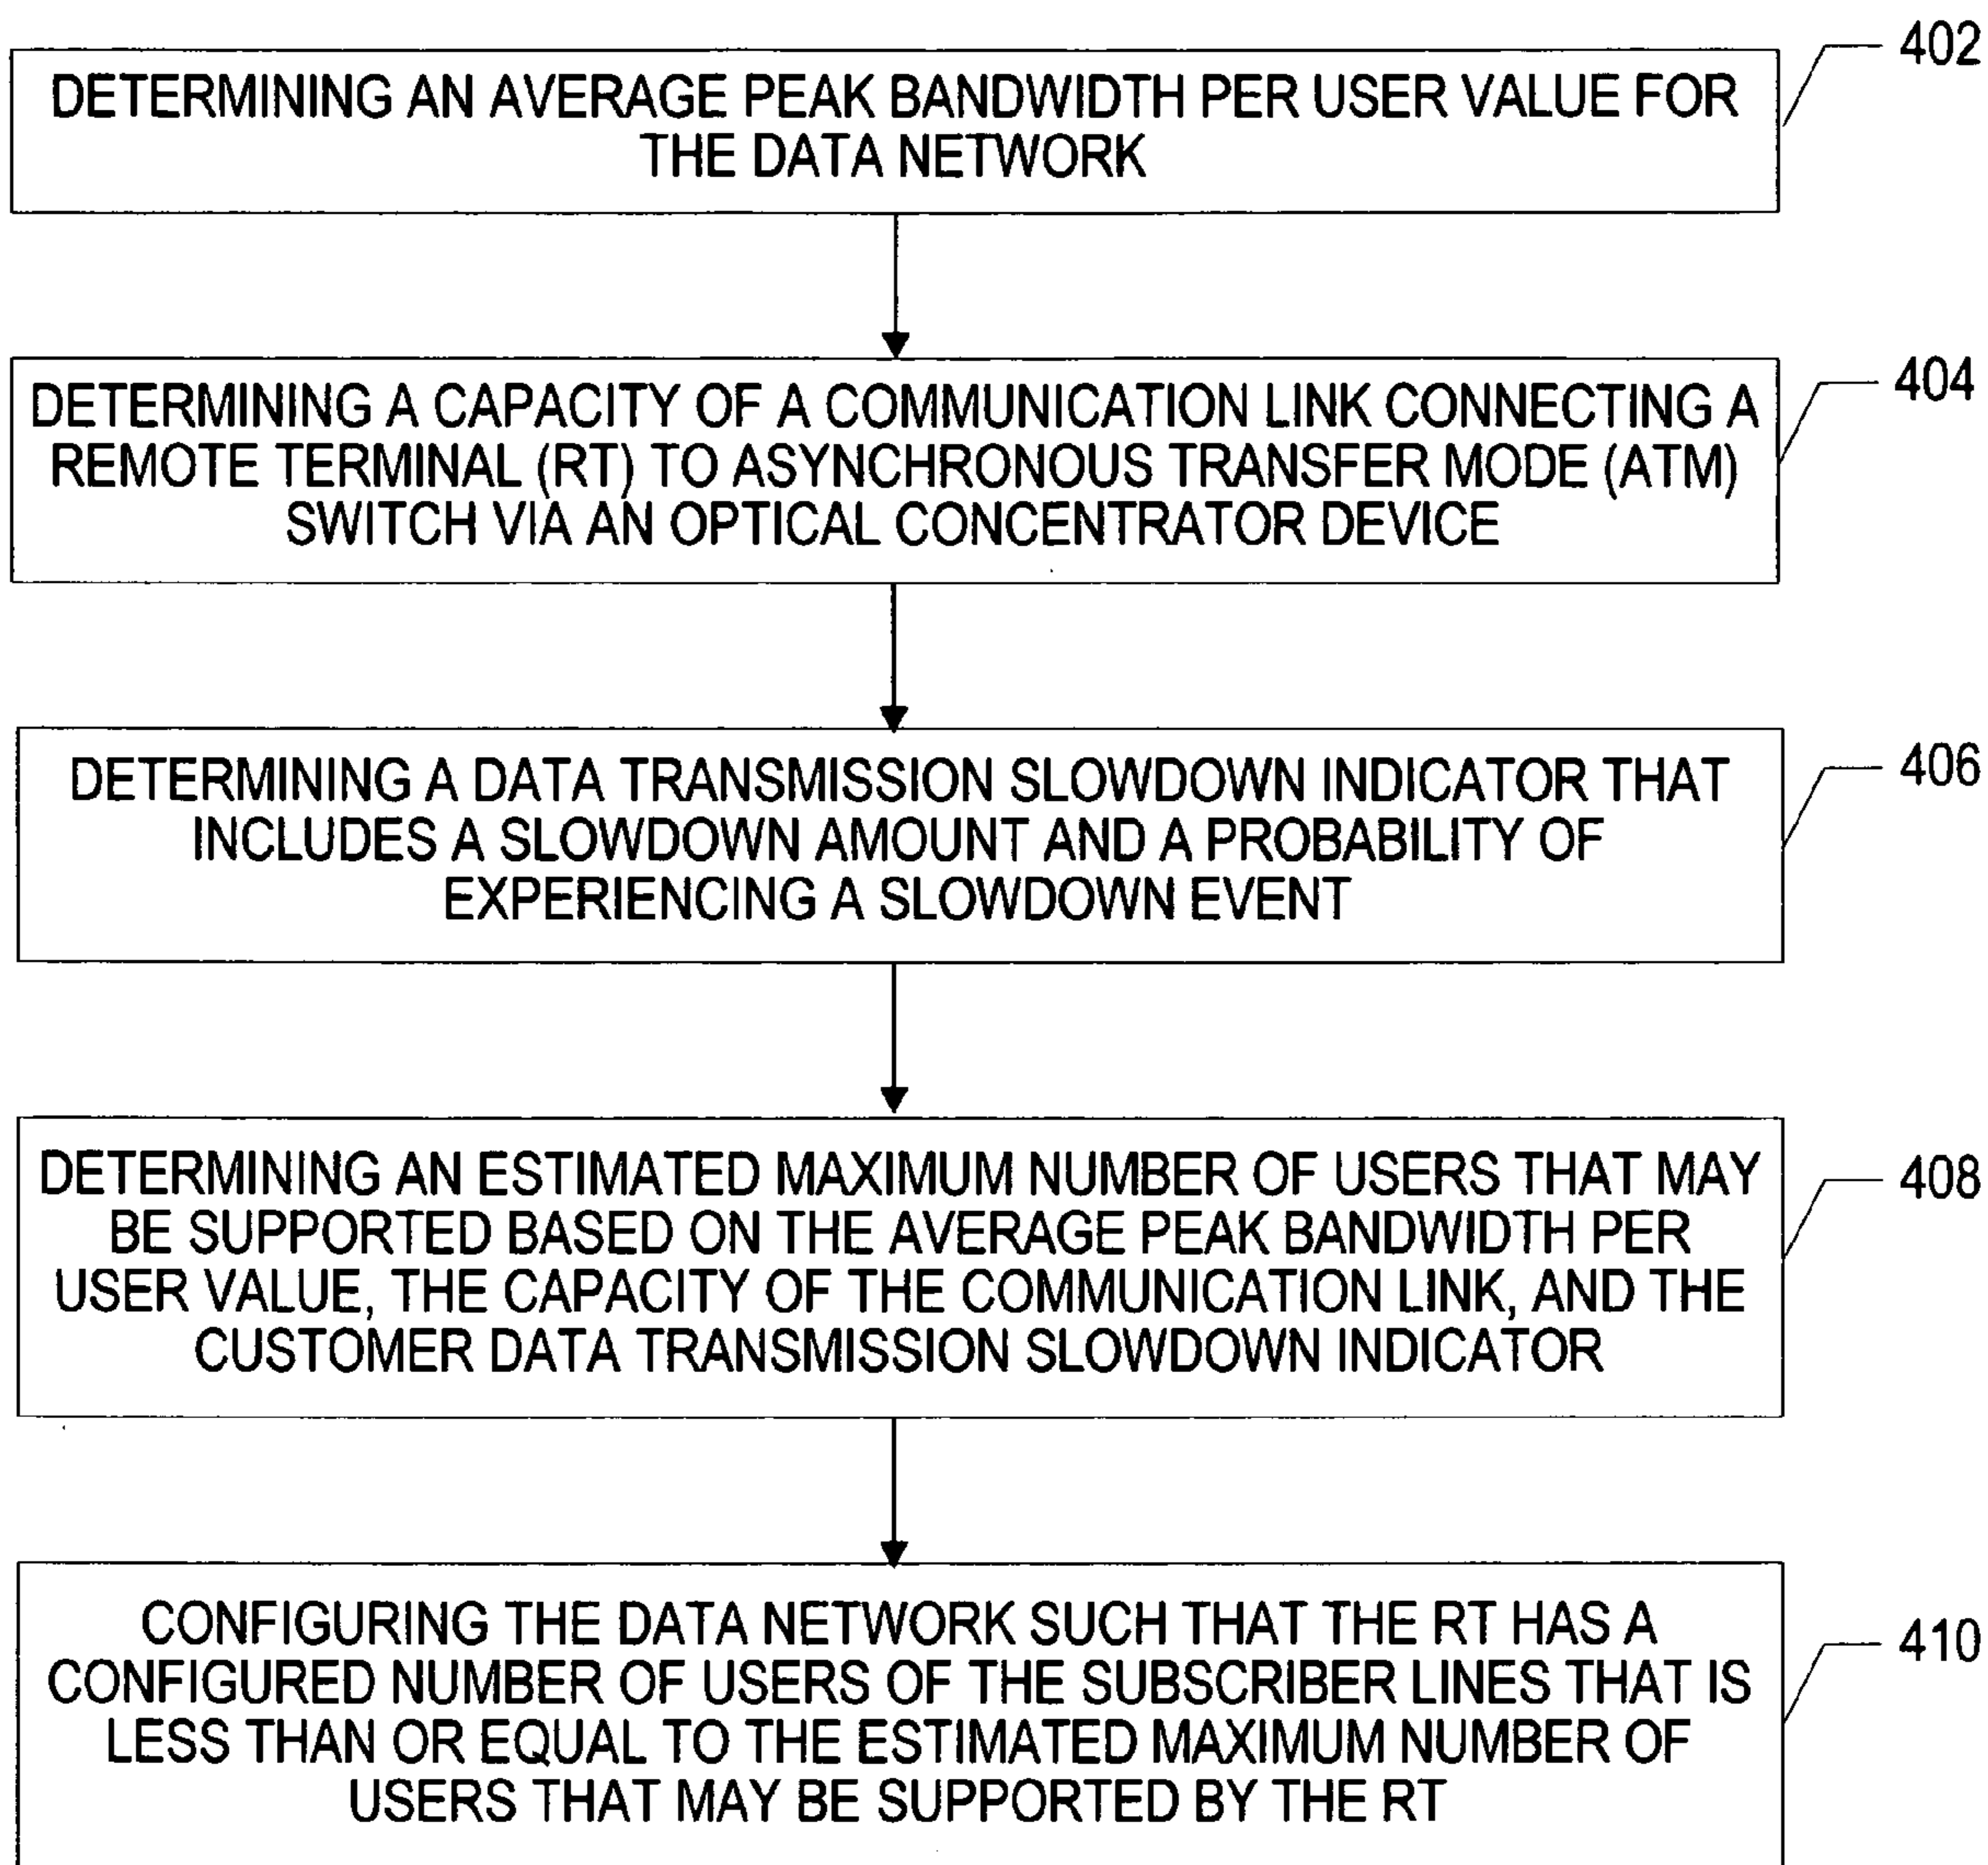 402
DETERMINING AN AVERAGE PEAK BANDWIDTH PER USER VALUE FOR
THE DATA NETWORK
404
DETERMINING A CAPACITY OF A COMMUNICATION LINK CONNECTING A
REMOTE TERMINAL (RT) TO ASYNCHRONOUS TRANSFER MODE (ATM)
SWITCH VIA AN OPTICAL CONCENTRATOR DEVICE
406
DETERMINING A DATA TRANSMISSION SLOWDOWN INDICATOR THAT
INCLUDES A SLOWDOWN AMOUNT AND A PROBABILITY OF
EXPERIENCING A SLOWDOWN EVENT
408
DETERMINING AN ESTIMATED MAXIMUM NUMBER OF USERS THAT MAY
BE SUPPORTED BASED ON THE AVERAGE PEAK BANDWIDTH PER
USER VALUE, THE CAPACITY OF THE COMMUNICATION LINK, AND THE
CUSTOMER DATA TRANSMISSION SLOWDOWN INDICATOR
410
CONFIGURING THE DATA NETWORK SUCH THAT THE RT HAS A
CONFIGURED NUMBER OF USERS OF THE SUBSCRIBER LINES THAT IS
LESS THAN OR EQUAL TO THE ESTIMATED MAXIMUM NUMBER OF
USERS THAT MAY BE SUPPORTED BY THE RT